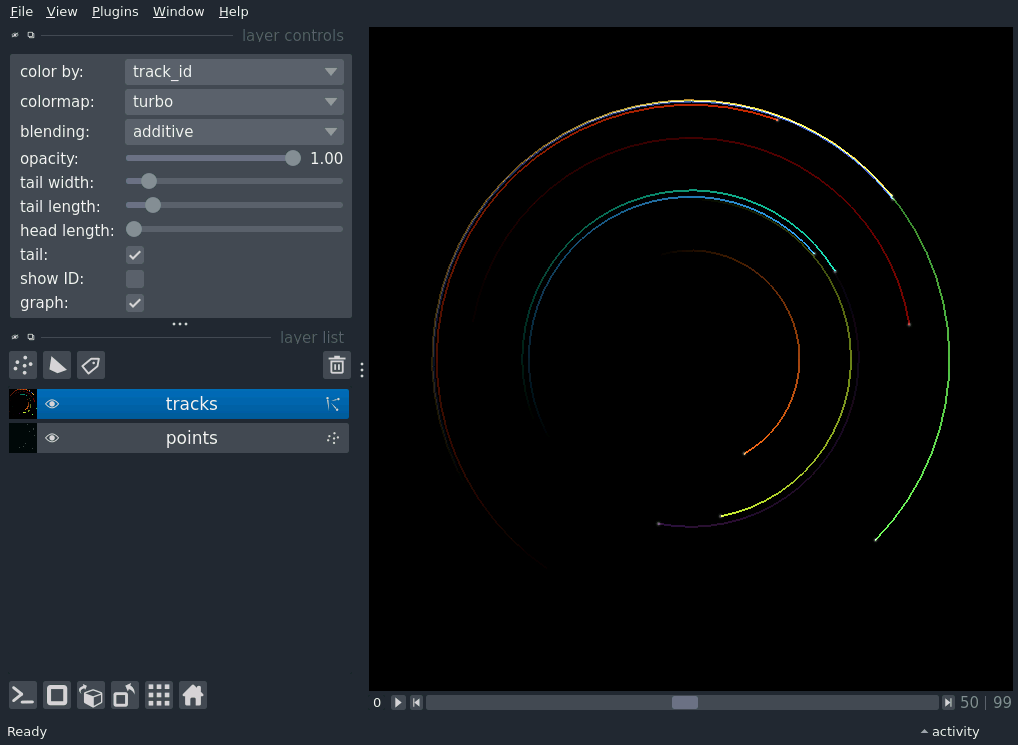 File View Plugins Window Help
layer controls
color by: track_id
colormap: turbo
blending: additive
opacity: 1.00
tail width:
tail length:
head length:
tail:
show ID:
graph:
layer list
tracks
points
0 50 | 99
Ready activity